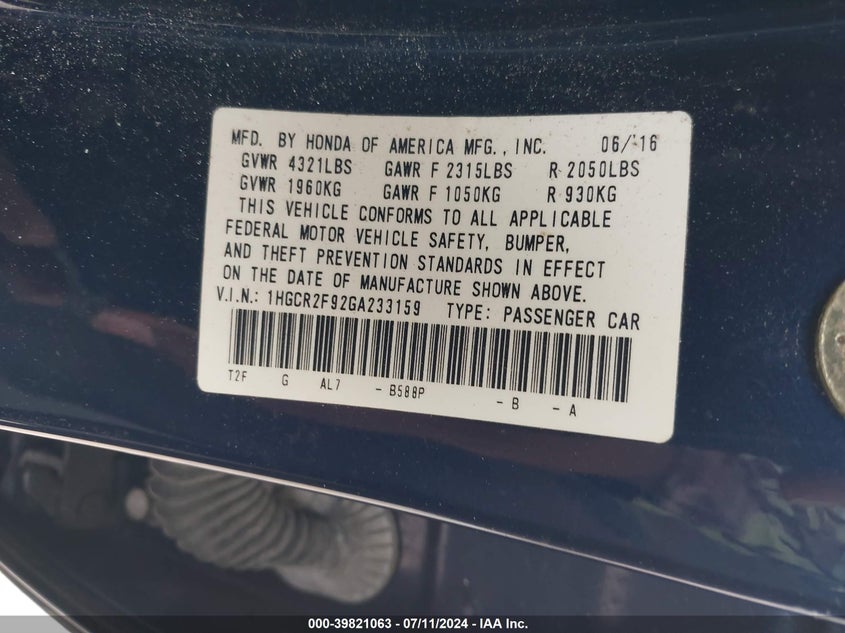 MFD. BY HONDA OF AMERICA MFG., INC. 06/'16
GVWR 4321LBS GAWR F 2315LBS R 2050LBS
GVWR 1960KG GAWR F 1050KG R 930KG
THIS VEHICLE CONFORMS TO ALL APPLICABLE
FEDERAL MOTOR VEHICLE SAFETY, BUMPER,
AND THEFT PREVENTION STANDARDS IN EFFECT
ON THE DATE OF MANUFACTURE SHOWN ABOVE.
V.I.N.: 1HGCR2F92GA233159 TYPE: PASSENGER CAR
T2F G AL7 - B588P - B - A
000-39821063 - 07/11/2024 - IAA Inc.